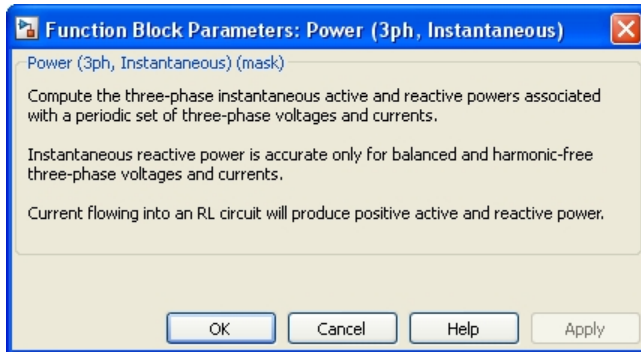 Function Block Parameters: Power (3ph, Instantaneous)
Power (3ph, Instantaneous) (mask)
Compute the three-phase instantaneous active and reactive powers associated
with a periodic set of three-phase voltages and currents.
Instantaneous reactive power is accurate only for balanced and harmonic-free
three-phase voltages and currents.
Current flowing into an RL circuit will produce positive active and reactive power.
OK Cancel Help Apply